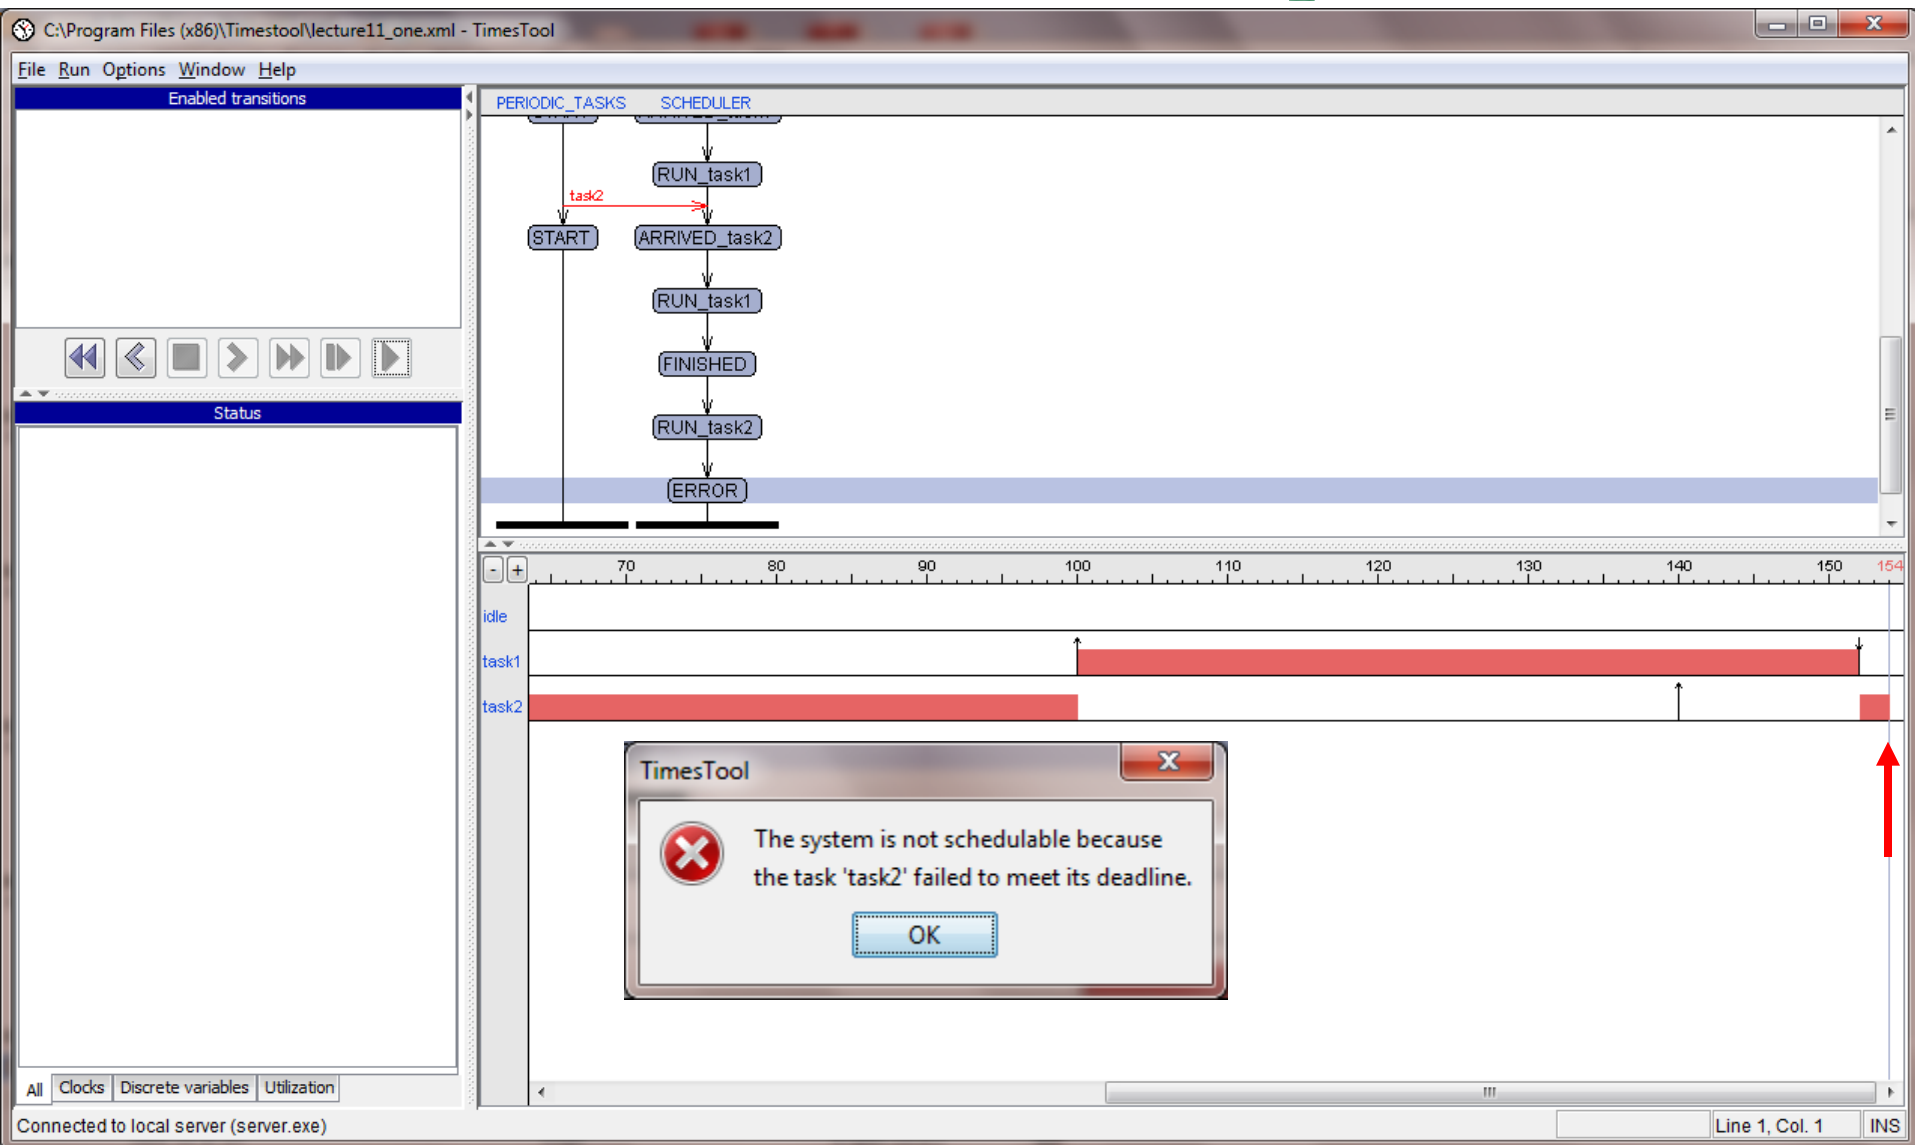 C:\Program Files (x86)\Timestool\lecture11_one.xml - TimesTool
File Run Options Window Help
Enabled transitions
PERIODIC_TASKS SCHEDULER
RUN_task1
task2
START ARRIVED_task2
RUN_task1
FINISHED
RUN_task2
ERROR
Status
- + 70 80 90 100 110 120 130 140 150 154
idle
task1
task2
TimesTool
The system is not schedulable because
the task 'task2' failed to meet its deadline.
OK
All Clocks Discrete variables Utilization
Connected to local server (server.exe) Line 1, Col. 1 INS